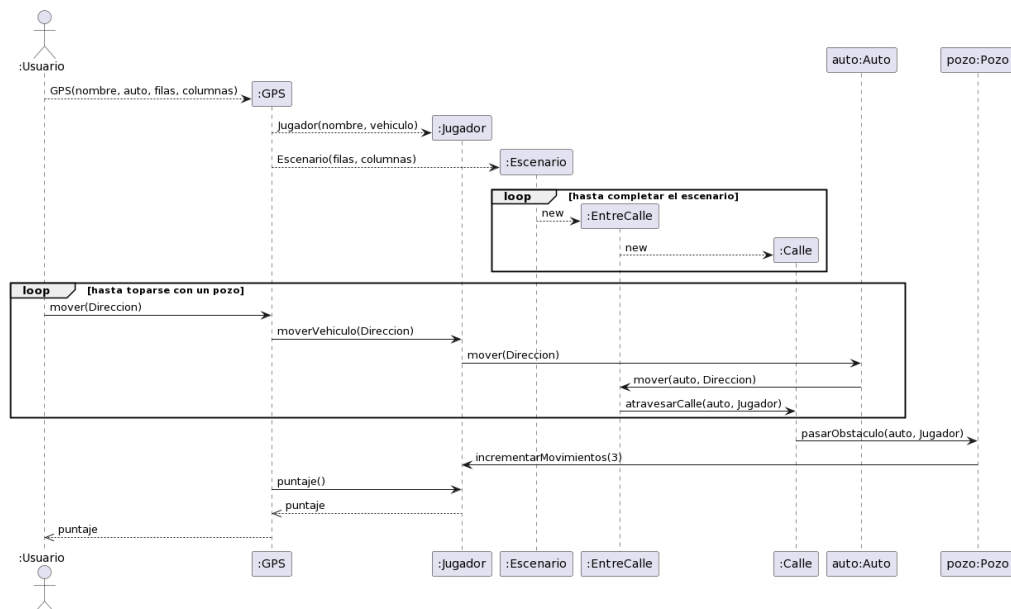 :Usuario
auto:Auto
pozo:Pozo
GPS(nombre, auto, filas, columnas)
:GPS
Jugador(nombre, vehiculo)
:Jugador
Escenario(filas, columnas)
:Escenario
loop [hasta completar el escenario]
new
:EntreCalle
new
:Calle
loop [hasta toparse con un pozo]
mover(Direccion)
moverVehiculo(Direccion)
mover(Direccion)
mover(auto, Direccion)
atravesarCalle(auto, Jugador)
pasarObstaculo(auto, Jugador)
incrementarMovimientos(3)
puntaje()
puntaje
puntaje
:Usuario
:GPS
:Jugador
:Escenario
:EntreCalle
:Calle
auto:Auto
pozo:Pozo